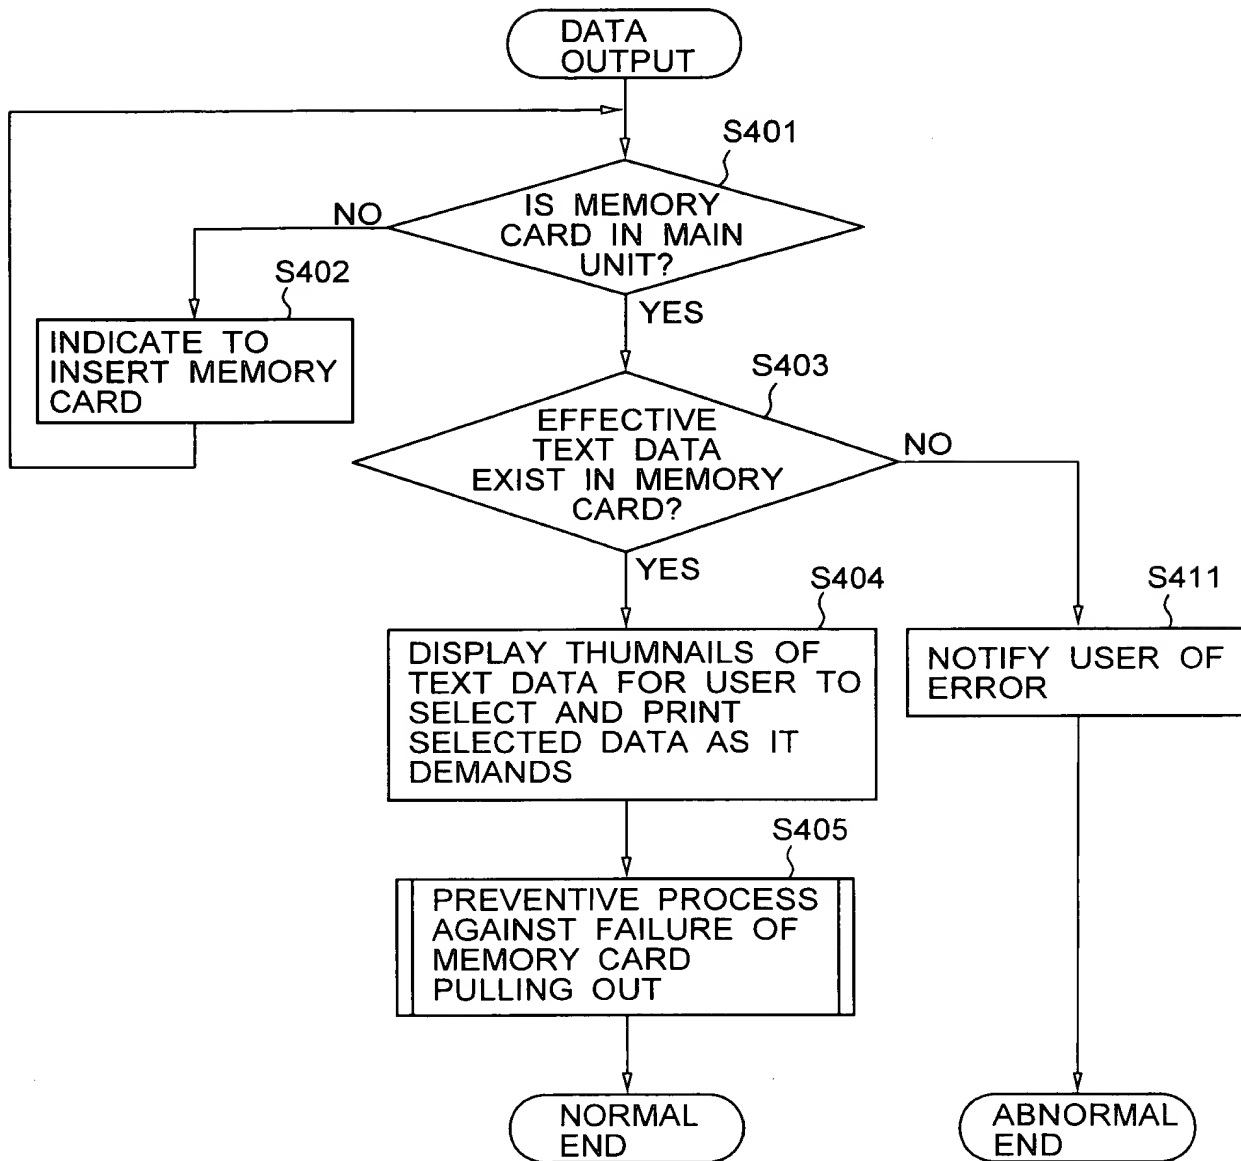 DATA
OUTPUT
S401
IS MEMORY
CARD IN MAIN
UNIT?
NO
YES
S402
INDICATE TO
INSERT MEMORY
CARD
S403
EFFECTIVE
TEXT DATA
EXIST IN MEMORY
CARD?
NO
YES
S404
DISPLAY THUMNAILS OF
TEXT DATA FOR USER TO
SELECT AND PRINT
SELECTED DATA AS IT
DEMANDS
S411
NOTIFY USER OF
ERROR
S405
PREVENTIVE PROCESS
AGAINST FAILURE OF
MEMORY CARD
PULLING OUT
NORMAL
END
ABNORMAL
END